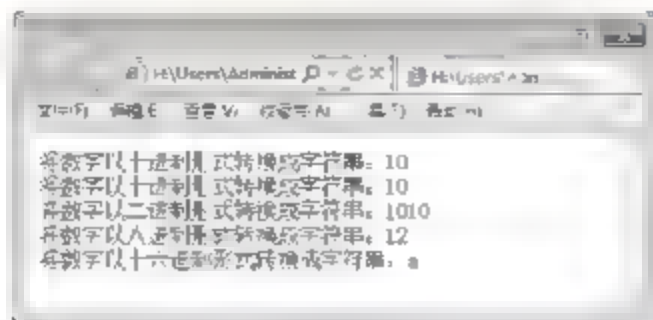 H:\Users\Administ
H:\Users\
查看
将数字以十进制形式转换成字符串：10
将数字以十进制形式转换成字符串：10
将数字以二进制形式转换成字符串：1010
将数字以八进制形式转换成字符串：12
将数字以十六进制形式转换成字符串：a